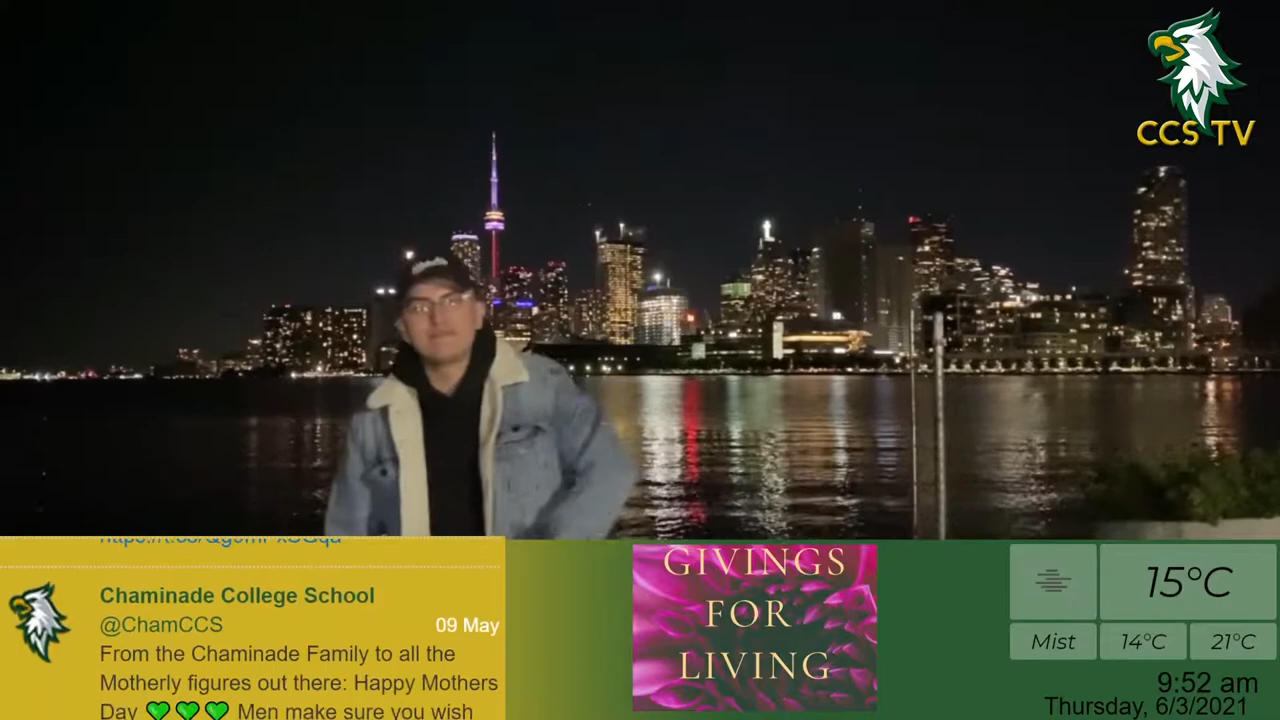 CCS TV
Chaminade College School
@ChamCCS
09 May
From the Chaminade Family to all the
Motherly figures out there: Happy Mothers
Day 💚💚💚 Men make sure you wish
GIVINGS
FOR
LIVING
15°C
Mist
14°C
21°C
9:52 am
Thursday, 6/3/2021